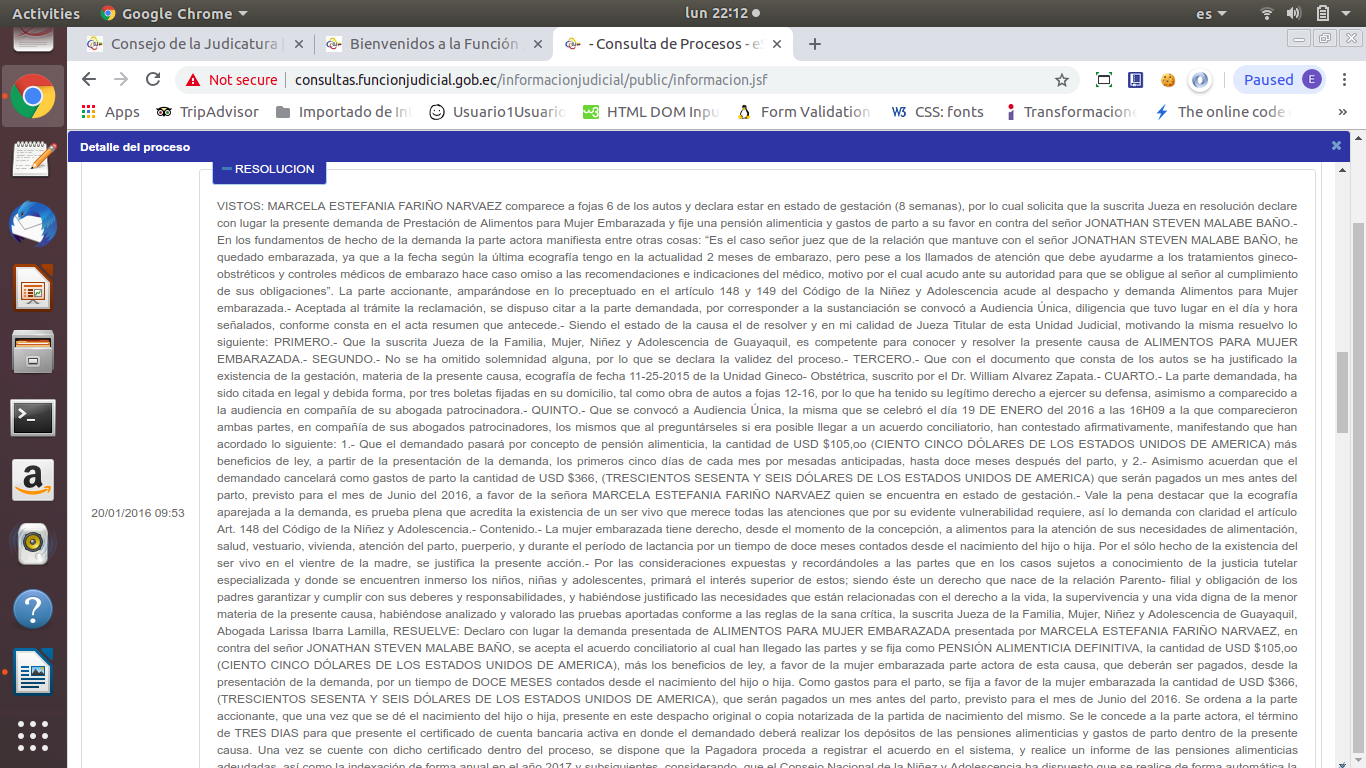 Activities
Google Chrome
lun 22:12
es
Consejo de la Judicatura
Bienvenidos a la Función
- Consulta de Procesos - eS
Not secure
consultas.funcionjudicial.gob.ec/informacionjudicial/public/informacion.jsf
Paused
E
Apps
TripAdvisor
Importado de Int
Usuario1Usuario
HTML DOM Inpu
Form Validation
W3 CSS: fonts
Transformacione
The online code
»
Detalle del proceso
RESOLUCION
20/01/2016 09:53
VISTOS: MARCELA ESTEFANIA FARIÑO NARVAEZ comparece a fojas 6 de los autos y declara estar en estado de gestación (8 semanas), por lo cual solicita que la suscrita Jueza en resolución declare
con lugar la presente demanda de Prestación de Alimentos para Mujer Embarazada y fije una pensión alimenticia y gastos de parto a su favor en contra del señor JONATHAN STEVEN MALABE BAÑO.-
En los fundamentos de hecho de la demanda la parte actora manifiesta entre otras cosas: "Es el caso señor juez que de la relación que mantuve con el señor JONATHAN STEVEN MALABE BAÑO, he
quedado embarazada, ya que a la fecha según la última ecografía tengo en la actualidad 2 meses de embarazo, pero pese a los llamados de atención que debe ayudarme a los tratamientos gineco-
obstréticos y controles médicos de embarazo hace caso omiso a las recomendaciones e indicaciones del médico, motivo por el cual acudo ante su autoridad para que se obligue al señor al cumplimiento
de sus obligaciones". La parte accionante, amparándose en lo preceptuado en el artículo 148 y 149 del Código de la Niñez y Adolescencia acude al despacho y demanda Alimentos para Mujer
embarazada.- Aceptada al trámite la reclamación, se dispuso citar a la parte demandada, por corresponder a la sustanciación se convocó a Audiencia Única, diligencia que tuvo lugar en el día y hora
señalados, conforme consta en el acta resumen que antecede.- Siendo el estado de la causa el de resolver y en mi calidad de Jueza Titular de esta Unidad Judicial, motivando la misma resuelvo lo
siguiente: PRIMERO.- Que la suscrita Jueza de la Familia, Mujer, Niñez y Adolescencia de Guayaquil, es competente para conocer y resolver la presente causa de ALIMENTOS PARA MUJER
EMBARAZADA.- SEGUNDO.- No se ha omitido solemnidad alguna, por lo que se declara la validez del proceso.- TERCERO.- Que con el documento que consta de los autos se ha justificado la
existencia de la gestación, materia de la presente causa, ecografía de fecha 11-25-2015 de la Unidad Gineco- Obstétrica, suscrito por el Dr. William Alvarez Zapata.- CUARTO.- La parte demandada, ha
sido citada en legal y debida forma, por tres boletas fijadas en su domicilio, tal como obra de autos a fojas 12-16, por lo que ha tenido su legítimo derecho a ejercer su defensa, asimismo a comparecido a
la audiencia en compañía de su abogada patrocinadora.- QUINTO.- Que se convocó a Audiencia Única, la misma que se celebró el día 19 DE ENERO del 2016 a las 16H09 a la que comparecieron
ambas partes, en compañía de sus abogados patrocinadores, los mismos que al preguntárseles si era posible llegar a un acuerdo conciliatorio, han contestado afirmativamente, manifestando que han
acordado lo siguiente: 1.- Que el demandado pasará por concepto de pensión alimenticia, la cantidad de USD $105,oo (CIENTO CINCO DÓLARES DE LOS ESTADOS UNIDOS DE AMERICA) más
beneficios de ley, a partir de la presentación de la demanda, los primeros cinco días de cada mes por mesadas anticipadas, hasta doce meses después del parto, y 2.- Asimismo acuerdan que el
demandado cancelará como gastos de parto la cantidad de USD $366, (TRESCIENTOS SESENTA Y SEIS DÓLARES DE LOS ESTADOS UNIDOS DE AMERICA) que serán pagados un mes antes del
parto, previsto para el mes de Junio del 2016, a favor de la señora MARCELA ESTEFANIA FARIÑO NARVAEZ quien se encuentra en estado de gestación.- Vale la pena destacar que la ecografía
aparejada a la demanda, es prueba plena que acredita la existencia de un ser vivo que merece todas las atenciones que por su evidente vulnerabilidad requiere, así lo demanda con claridad el artículo
Art. 148 del Código de la Niñez y Adolescencia.- Contenido.- La mujer embarazada tiene derecho, desde el momento de la concepción, a alimentos para la atención de sus necesidades de alimentación,
salud, vestuario, vivienda, atención del parto, puerperio, y durante el período de lactancia por un tiempo de doce meses contados desde el nacimiento del hijo o hija. Por el sólo hecho de la existencia del
ser vivo en el vientre de la madre, se justifica la presente acción.- Por las consideraciones expuestas y recordándoles a las partes que en los casos sujetos a conocimiento de la justicia tutelar
especializada y donde se encuentren inmerso los niños, niñas y adolescentes, primará el interés superior de estos; siendo éste un derecho que nace de la relación Parento- filial y obligación de los
padres garantizar y cumplir con sus deberes y responsabilidades, y habiéndose justificado las necesidades que están relacionadas con el derecho a la vida, la supervivencia y una vida digna de la menor
materia de la presente causa, habiéndose analizado y valorado las pruebas aportadas conforme a las reglas de la sana crítica, la suscrita Jueza de la Familia, Mujer, Niñez y Adolescencia de Guayaquil,
Abogada Larissa Ibarra Lamilla, RESUELVE: Declaro con lugar la demanda presentada de ALIMENTOS PARA MUJER EMBARAZADA presentada por MARCELA ESTEFANIA FARIÑO NARVAEZ, en
contra del señor JONATHAN STEVEN MALABE BAÑO, se acepta el acuerdo conciliatorio al cual han llegado las partes y se fija como PENSIÓN ALIMENTICIA DEFINITIVA, la cantidad de USD $105,oo
(CIENTO CINCO DÓLARES DE LOS ESTADOS UNIDOS DE AMERICA), más los beneficios de ley, a favor de la mujer embarazada parte actora de esta causa, que deberán ser pagados, desde la
presentación de la demanda, por un tiempo de DOCE MESES contados desde el nacimiento del hijo o hija. Como gastos para el parto, se fija a favor de la mujer embarazada la cantidad de USD $366,
(TRESCIENTOS SESENTA Y SEIS DÓLARES DE LOS ESTADOS UNIDOS DE AMERICA), que serán pagados un mes antes del parto, previsto para el mes de Junio del 2016. Se ordena a la parte
accionante, que una vez que se dé el nacimiento del hijo o hija, presente en este despacho original o copia notarizada de la partida de nacimiento del mismo. Se le concede a la parte actora, el término
de TRES DIAS para que presente el certificado de cuenta bancaria activa en donde el demandado deberá realizar los depósitos de las pensiones alimenticias y gastos de parto dentro de la presente
causa. Una vez se cuente con dicho certificado dentro del proceso, se dispone que la Pagadora proceda a registrar el acuerdo en el sistema, y realice un informe de las pensiones alimenticias
adeudadas, así como la indexación de forma anual en el año 2017 y subsiguientes, considerando, que el Consejo Nacional de la Niñez y Adolescencia ha dispuesto que se realice de forma automática la